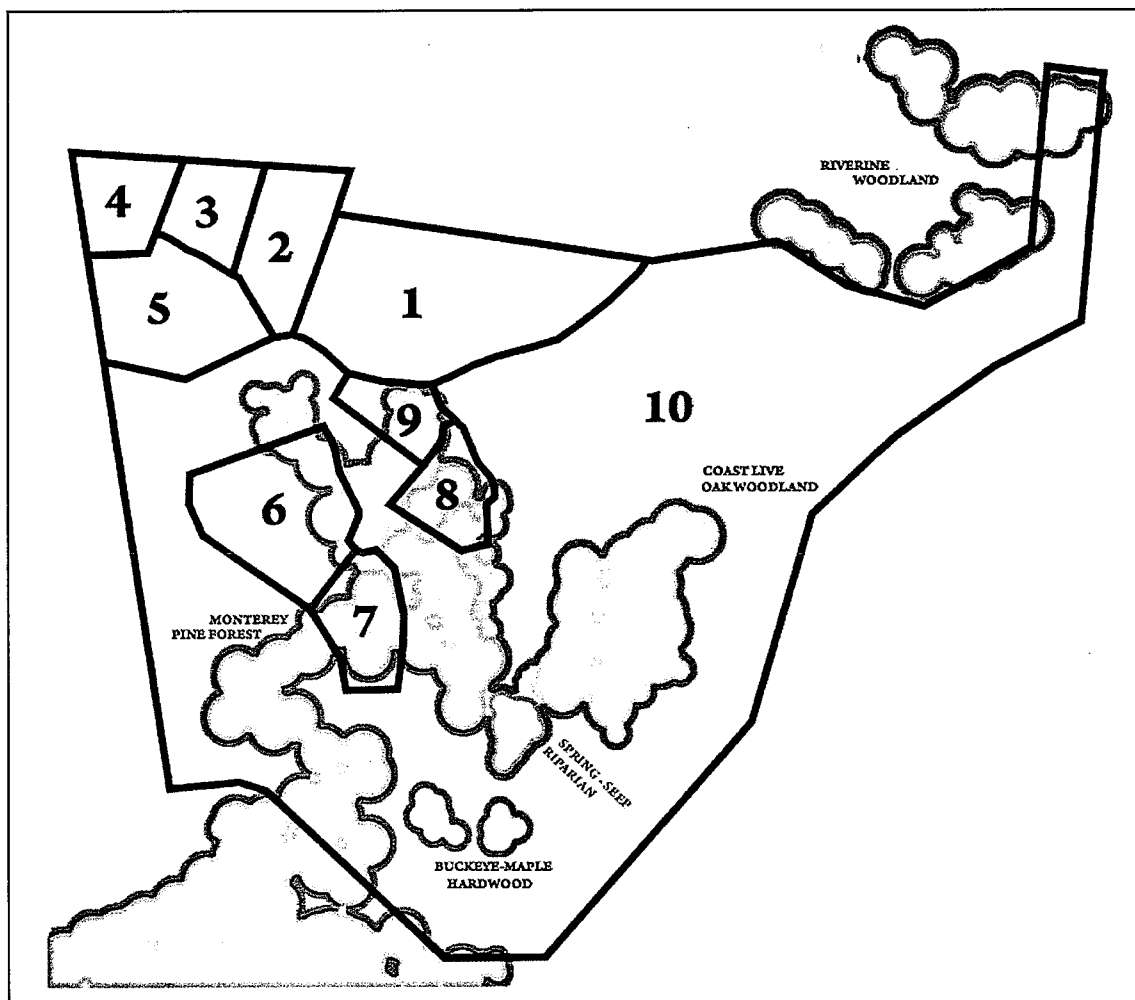 RIVERINE
WOODLAND
4
3
2
5
1
10
9
COAST LIVE
OAK WOODLAND
8
6
7
MONTEREY
PINE FOREST
SPRING - SEEP
RIPARIAN
BUCKEYE-MAPLE
HARDWOOD